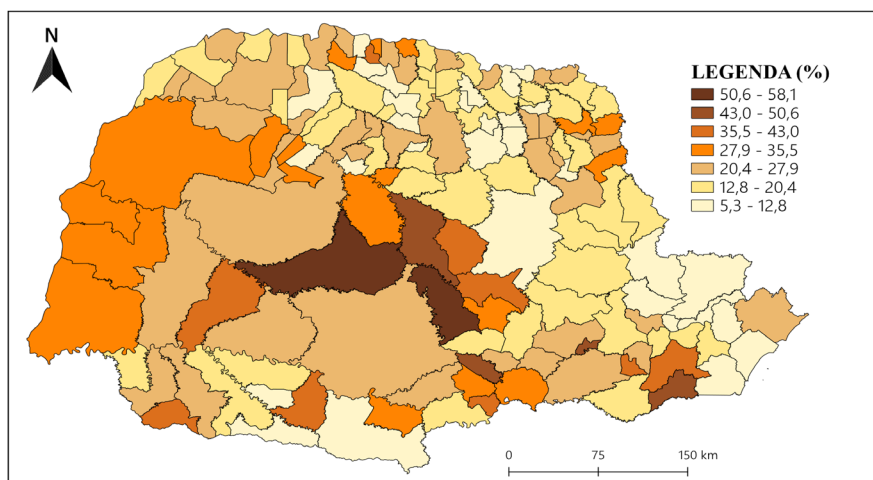 N
LEGENDA (%)
50,6 - 58,1
43,0 - 50,6
35,5 - 43,0
27,9 - 35,5
20,4 - 27,9
12,8 - 20,4
5,3 - 12,8
0 75 150 km